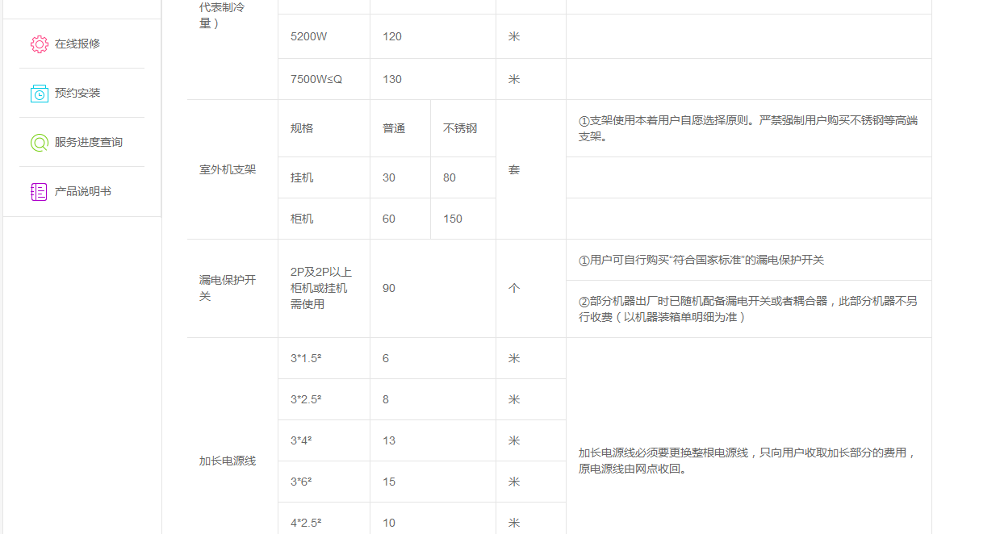 在线报修
预约安装
服务进度查询
产品说明书
代表制冷
量）
5200W
120
米
7500W≤Q
130
米
室外机支架
规格
普通
不锈钢
套
①支架使用本着用户自愿选择原则。严禁强制用户购买不锈钢等高端
支架。
挂机
30
80
柜机
60
150
漏电保护开
关
2P及2P以上
柜机或挂机
需使用
90
个
①用户可自行购买“符合国家标准”的漏电保护开关
②部分机器出厂时已随机配备漏电开关或者耦合器，此部分机器不另
行收费（以机器装箱单明细为准）
加长电源线
3*1.5²
6
米
3*2.5²
8
米
3*4²
13
米
3*6²
15
米
4*2.5²
10
米
加长电源线必须要更换整根电源线，只向用户收取加长部分的费用，
原电源线由网点收回。